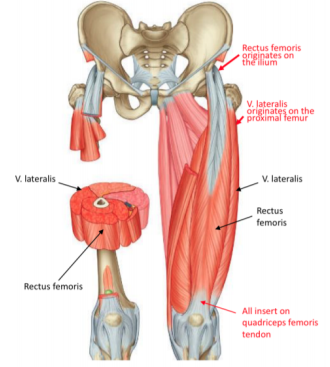 Rectus femoris
originates on
the ilium
V. lateralis
originates on the
proximal femur
V. lateralis
V. lateralis
Rectus
femoris
Rectus femoris
All insert on
quadriceps femoris
tendon